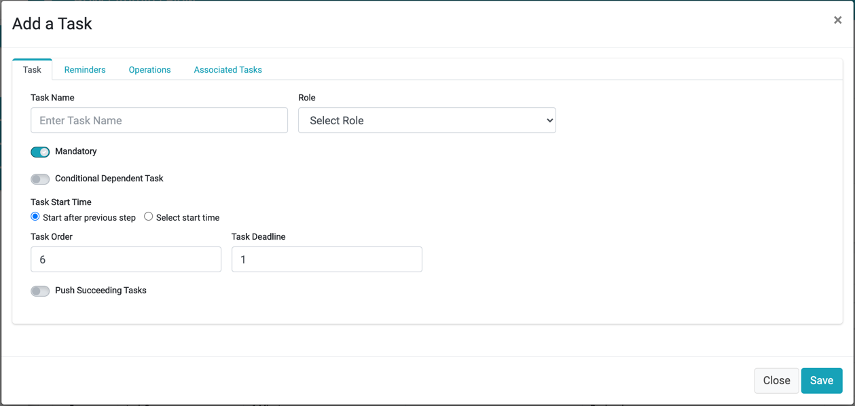 Add a Task
×
Task Reminders Operations Associated Tasks
Task Name Role
Enter Task Name Select Role
Mandatory
Conditional Dependent Task
Task Start Time
Start after previous step Select start time
Task Order Task Deadline
6 1
Push Succeeding Tasks
Close Save